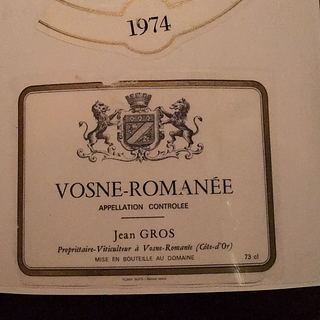 1974
VOSNE-ROMANÉE
APPELLATION CONTROLEE
Jean GROS
Propriétaire-Viticulteur à Vosne-Romanée (Côte-d'Or)
MISE EN BOUTEILLE AU DOMAINE
73 cl